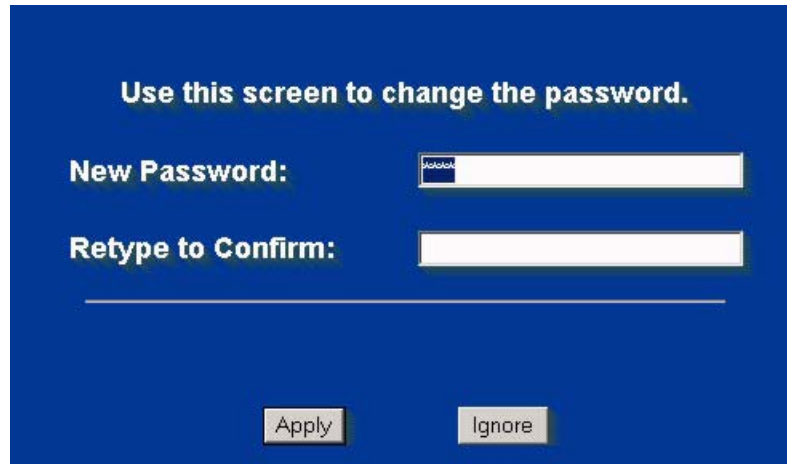 Use this screen to change the password.
New Password: *****
Retype to Confirm:
Apply Ignore